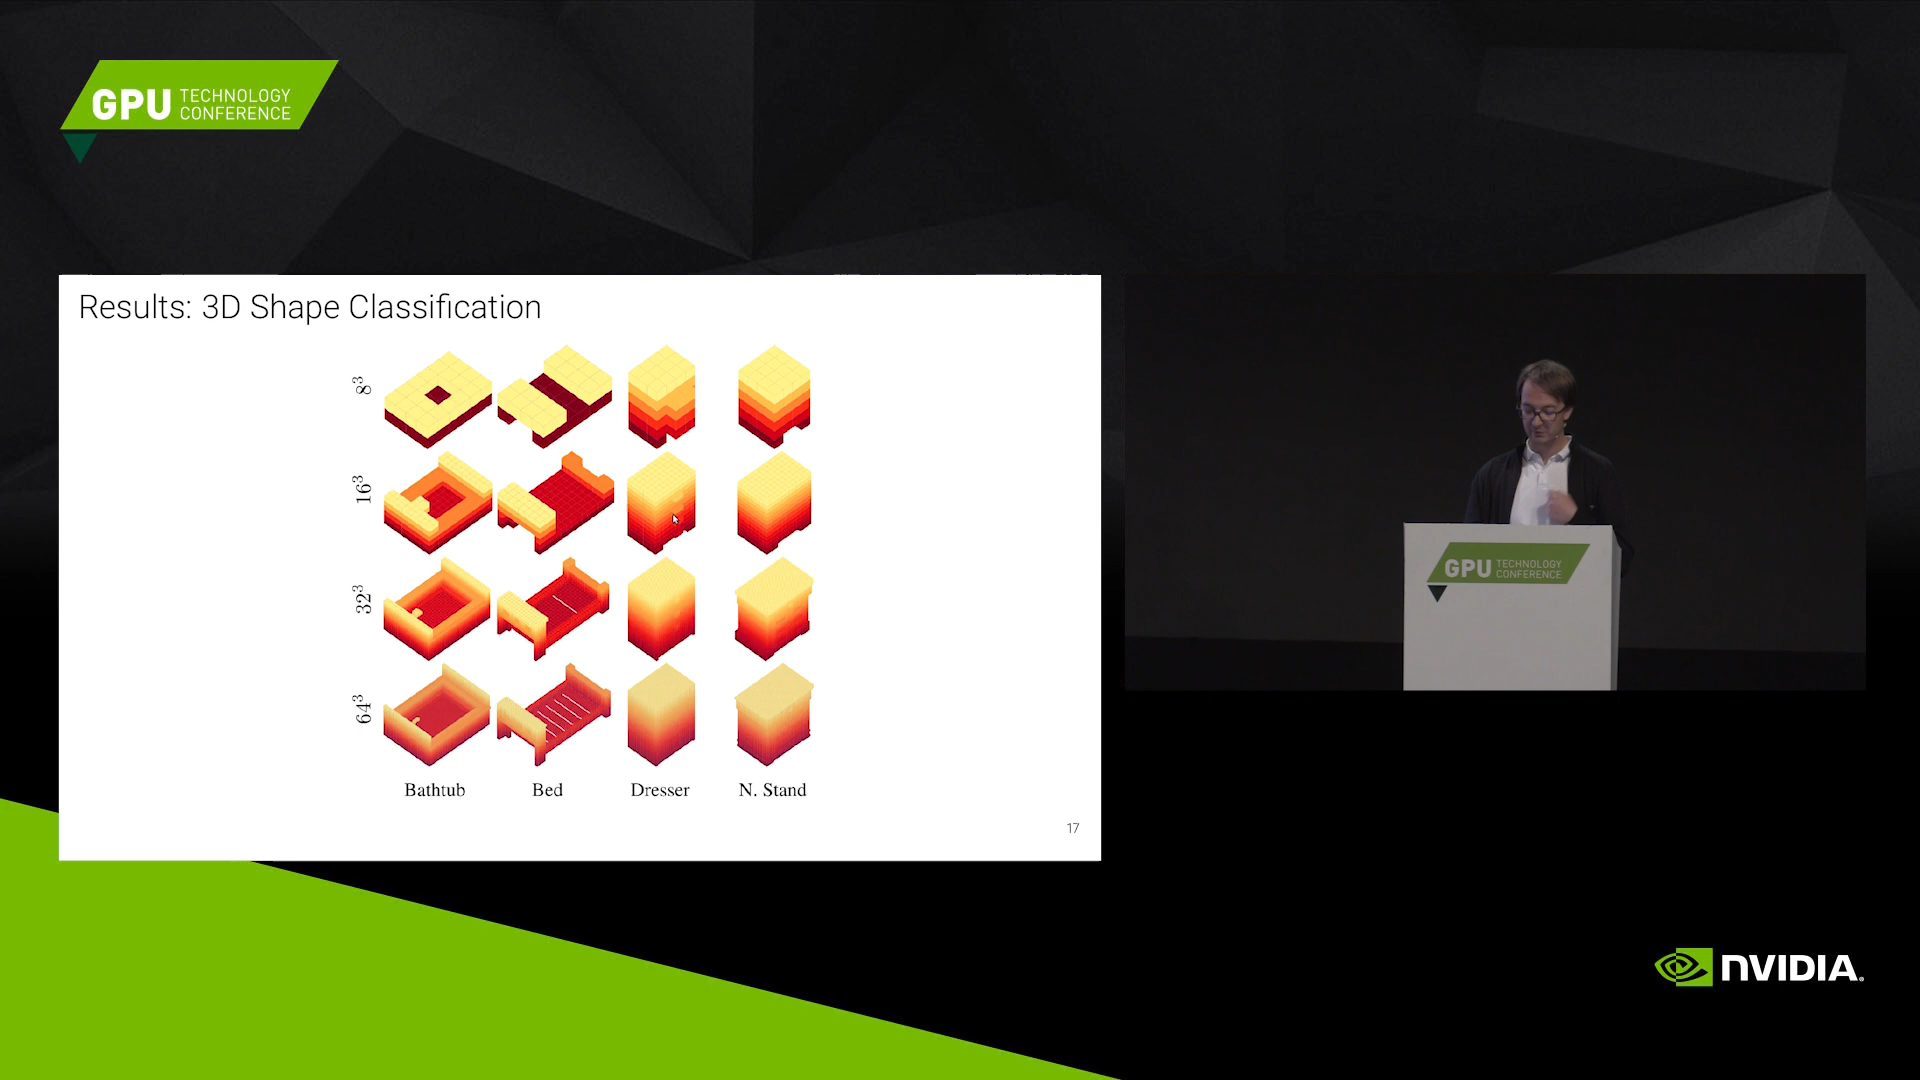 GPU TECHNOLOGY
CONFERENCE
Results: 3D Shape Classification
8³
16³
32³
64³
Bathtub Bed Dresser N. Stand
17
GPU TECHNOLOGY
CONFERENCE
NVIDIA.